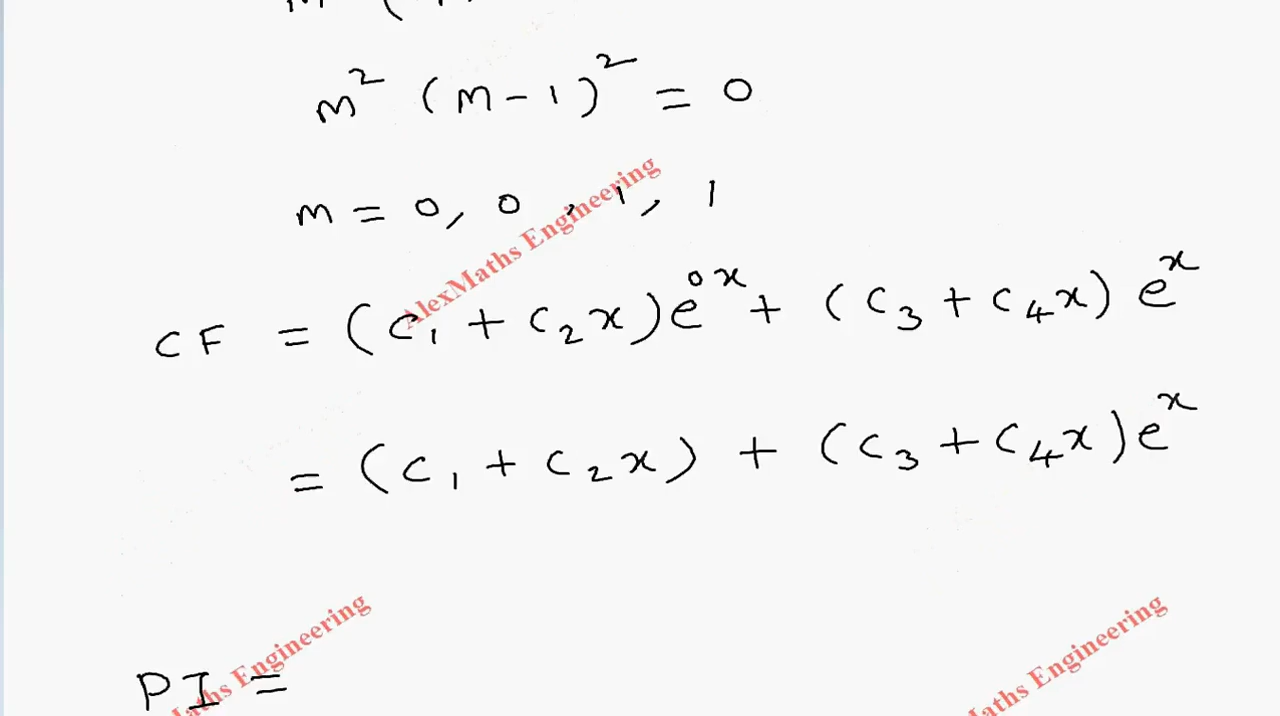 m² (m-1)² = 0
m = 0, 0, 1, 1
CF = (c₁ + c₂x)e⁰ˣ + (c₃ + c₄x) eˣ
= (c₁ + c₂x) + (c₃ + c₄x)eˣ
PI =
AlexMaths Engineering
Maths Engineering
Maths Engineering